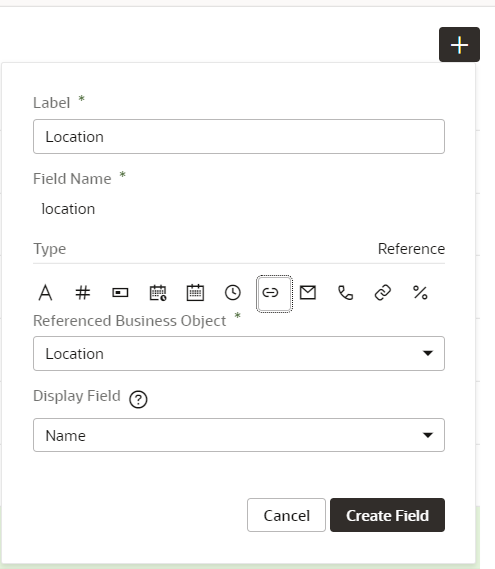 Label *
Location
Field Name *
location
Type Reference
Referenced Business Object *
Location
Display Field ?
Name
Cancel Create Field